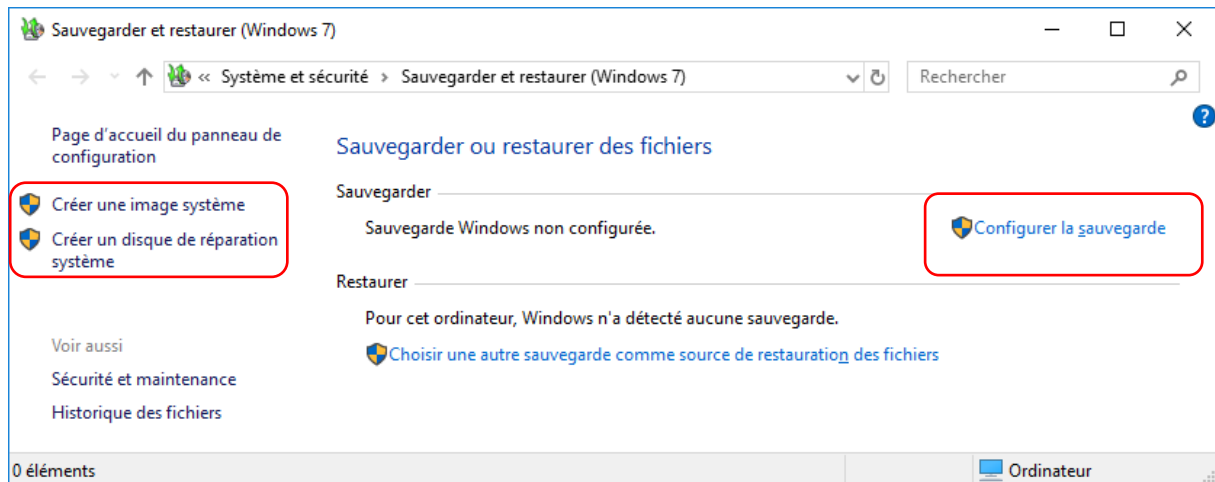 Sauvegarder et restaurer (Windows 7)
« Système et sécurité › Sauvegarder et restaurer (Windows 7)
Rechercher
Page d'accueil du panneau de
configuration
Créer une image système
Créer un disque de réparation
système
Voir aussi
Sécurité et maintenance
Historique des fichiers
?
Sauvegarder ou restaurer des fichiers
Sauvegarder
Sauvegarde Windows non configurée.
Configurer la sauvegarde
Restaurer
Pour cet ordinateur, Windows n'a détecté aucune sauvegarde.
Choisir une autre sauvegarde comme source de restauration des fichiers
0 éléments
Ordinateur